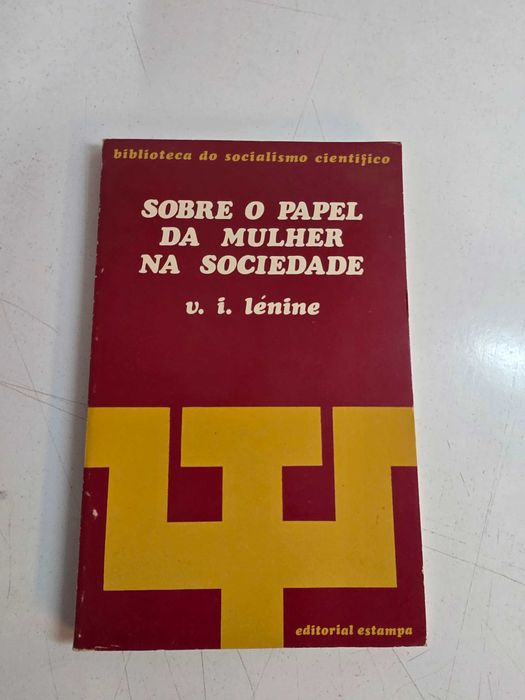 biblioteca do socialismo científico
SOBRE O PAPEL
DA MULHER
NA SOCIEDADE
v. i. lénine
editorial estampa